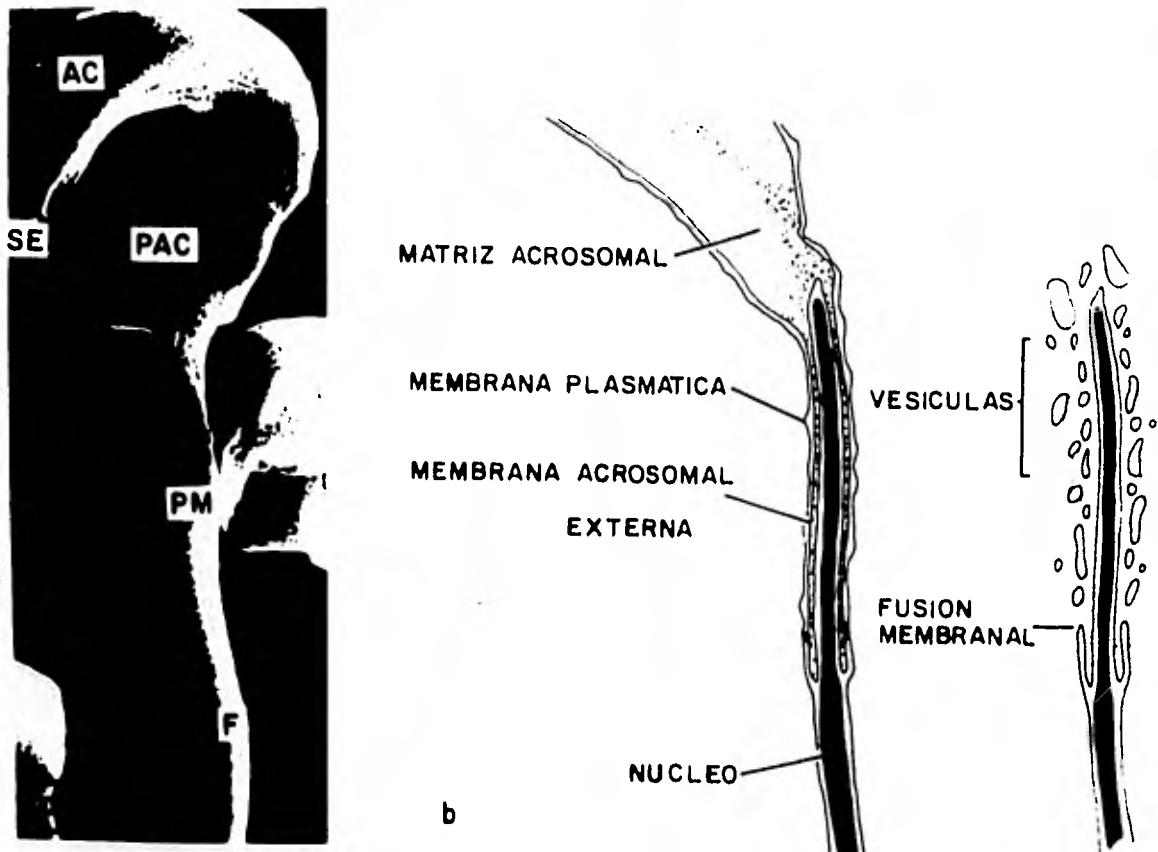 AC
SE
PAC
PM
F
MATRIZ ACROSOMAL
MEMBRANA PLASMATICA
MEMBRANA ACROSOMAL
EXTERNA
NUCLEO
b
VESICULAS
FUSION
MEMBRANAL